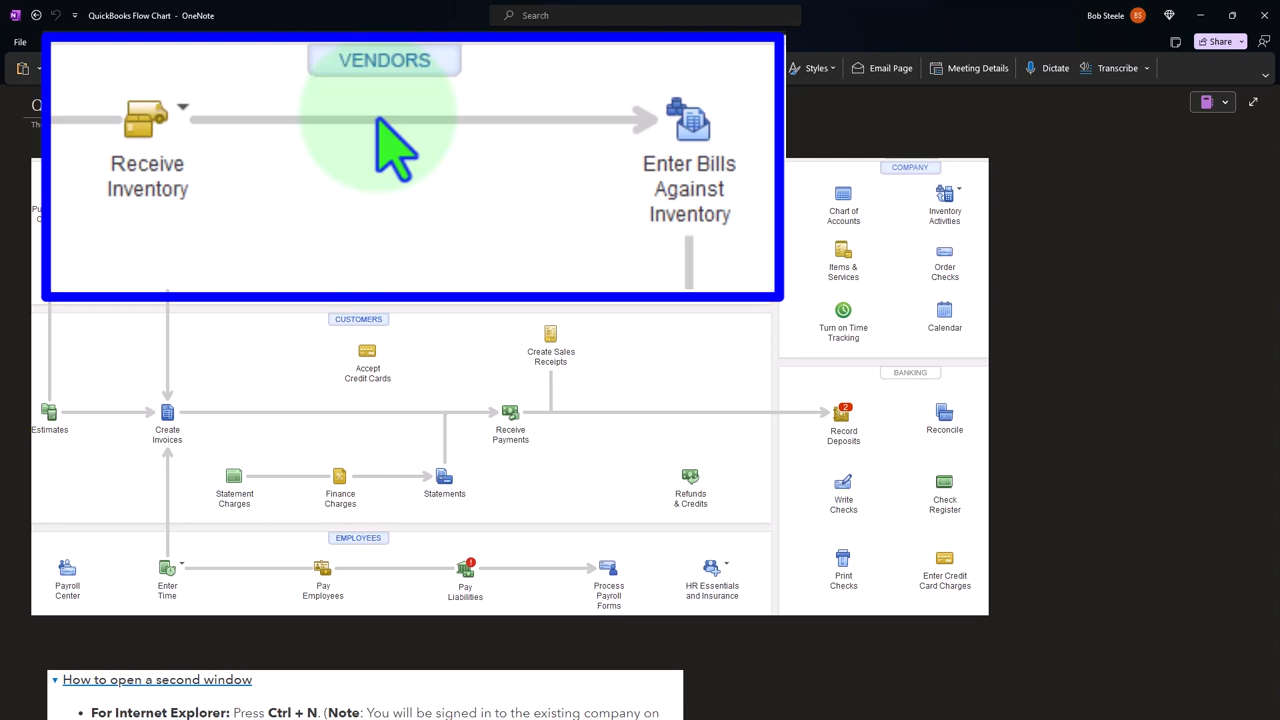 QuickBooks Flow Chart - OneNote
Search
Bob Steele
BS
File
Share
Styles
Email Page
Meeting Details
Dictate
Transcribe
VENDORS
Receive
Inventory
Enter Bills
Against
Inventory
COMPANY
Chart of
Accounts
Inventory
Activities
Items &
Services
Order
Checks
Turn on Time
Tracking
Calendar
CUSTOMERS
Accept
Credit Cards
Create Sales
Receipts
Estimates
Create
Invoices
Receive
Payments
Statement
Charges
Finance
Charges
Statements
Refunds
& Credits
BANKING
2
Record
Deposits
Reconcile
Write
Checks
Check
Register
Print
Checks
Enter Credit
Card Charges
EMPLOYEES
Payroll
Center
Enter
Time
Pay
Employees
Pay
Liabilities
Process
Payroll
Forms
HR Essentials
and Insurance
How to open a second window
• For Internet Explorer: Press Ctrl + N. (Note: You will be signed in to the existing company on